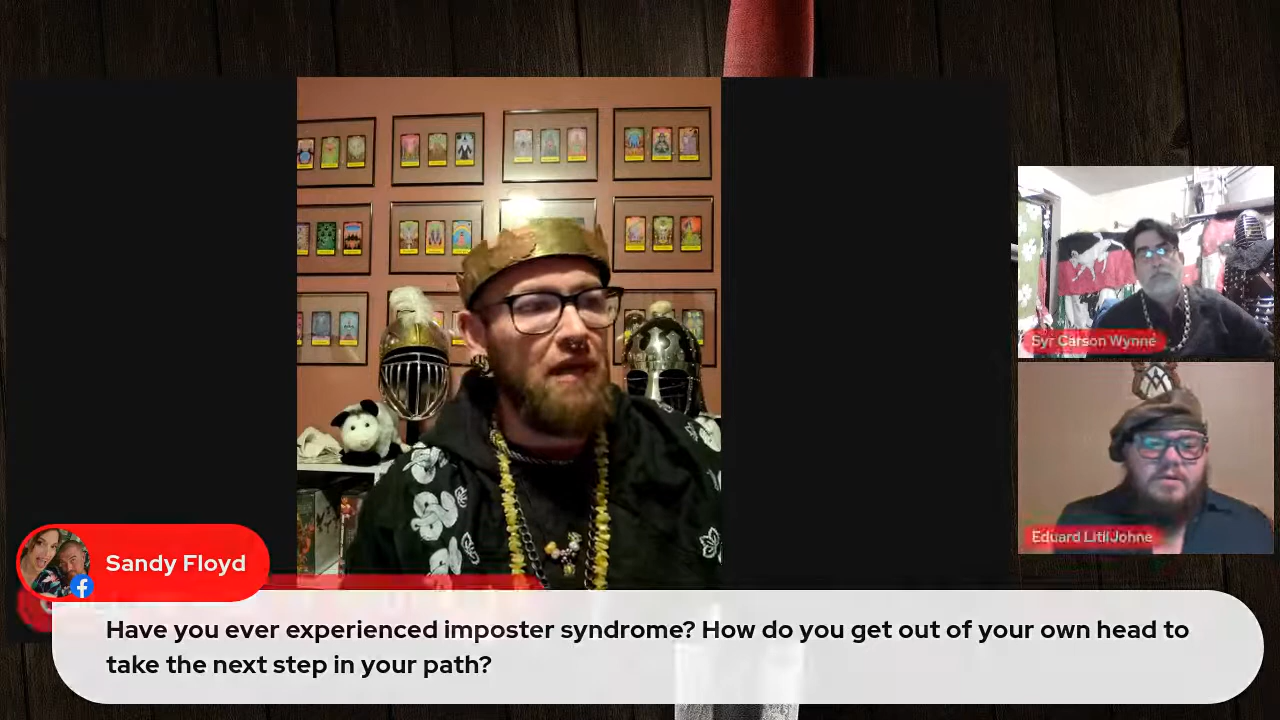 Syr Carson Wynne
Eduard LitilJohne
Sandy Floyd
Have you ever experienced imposter syndrome? How do you get out of your own head to
take the next step in your path?